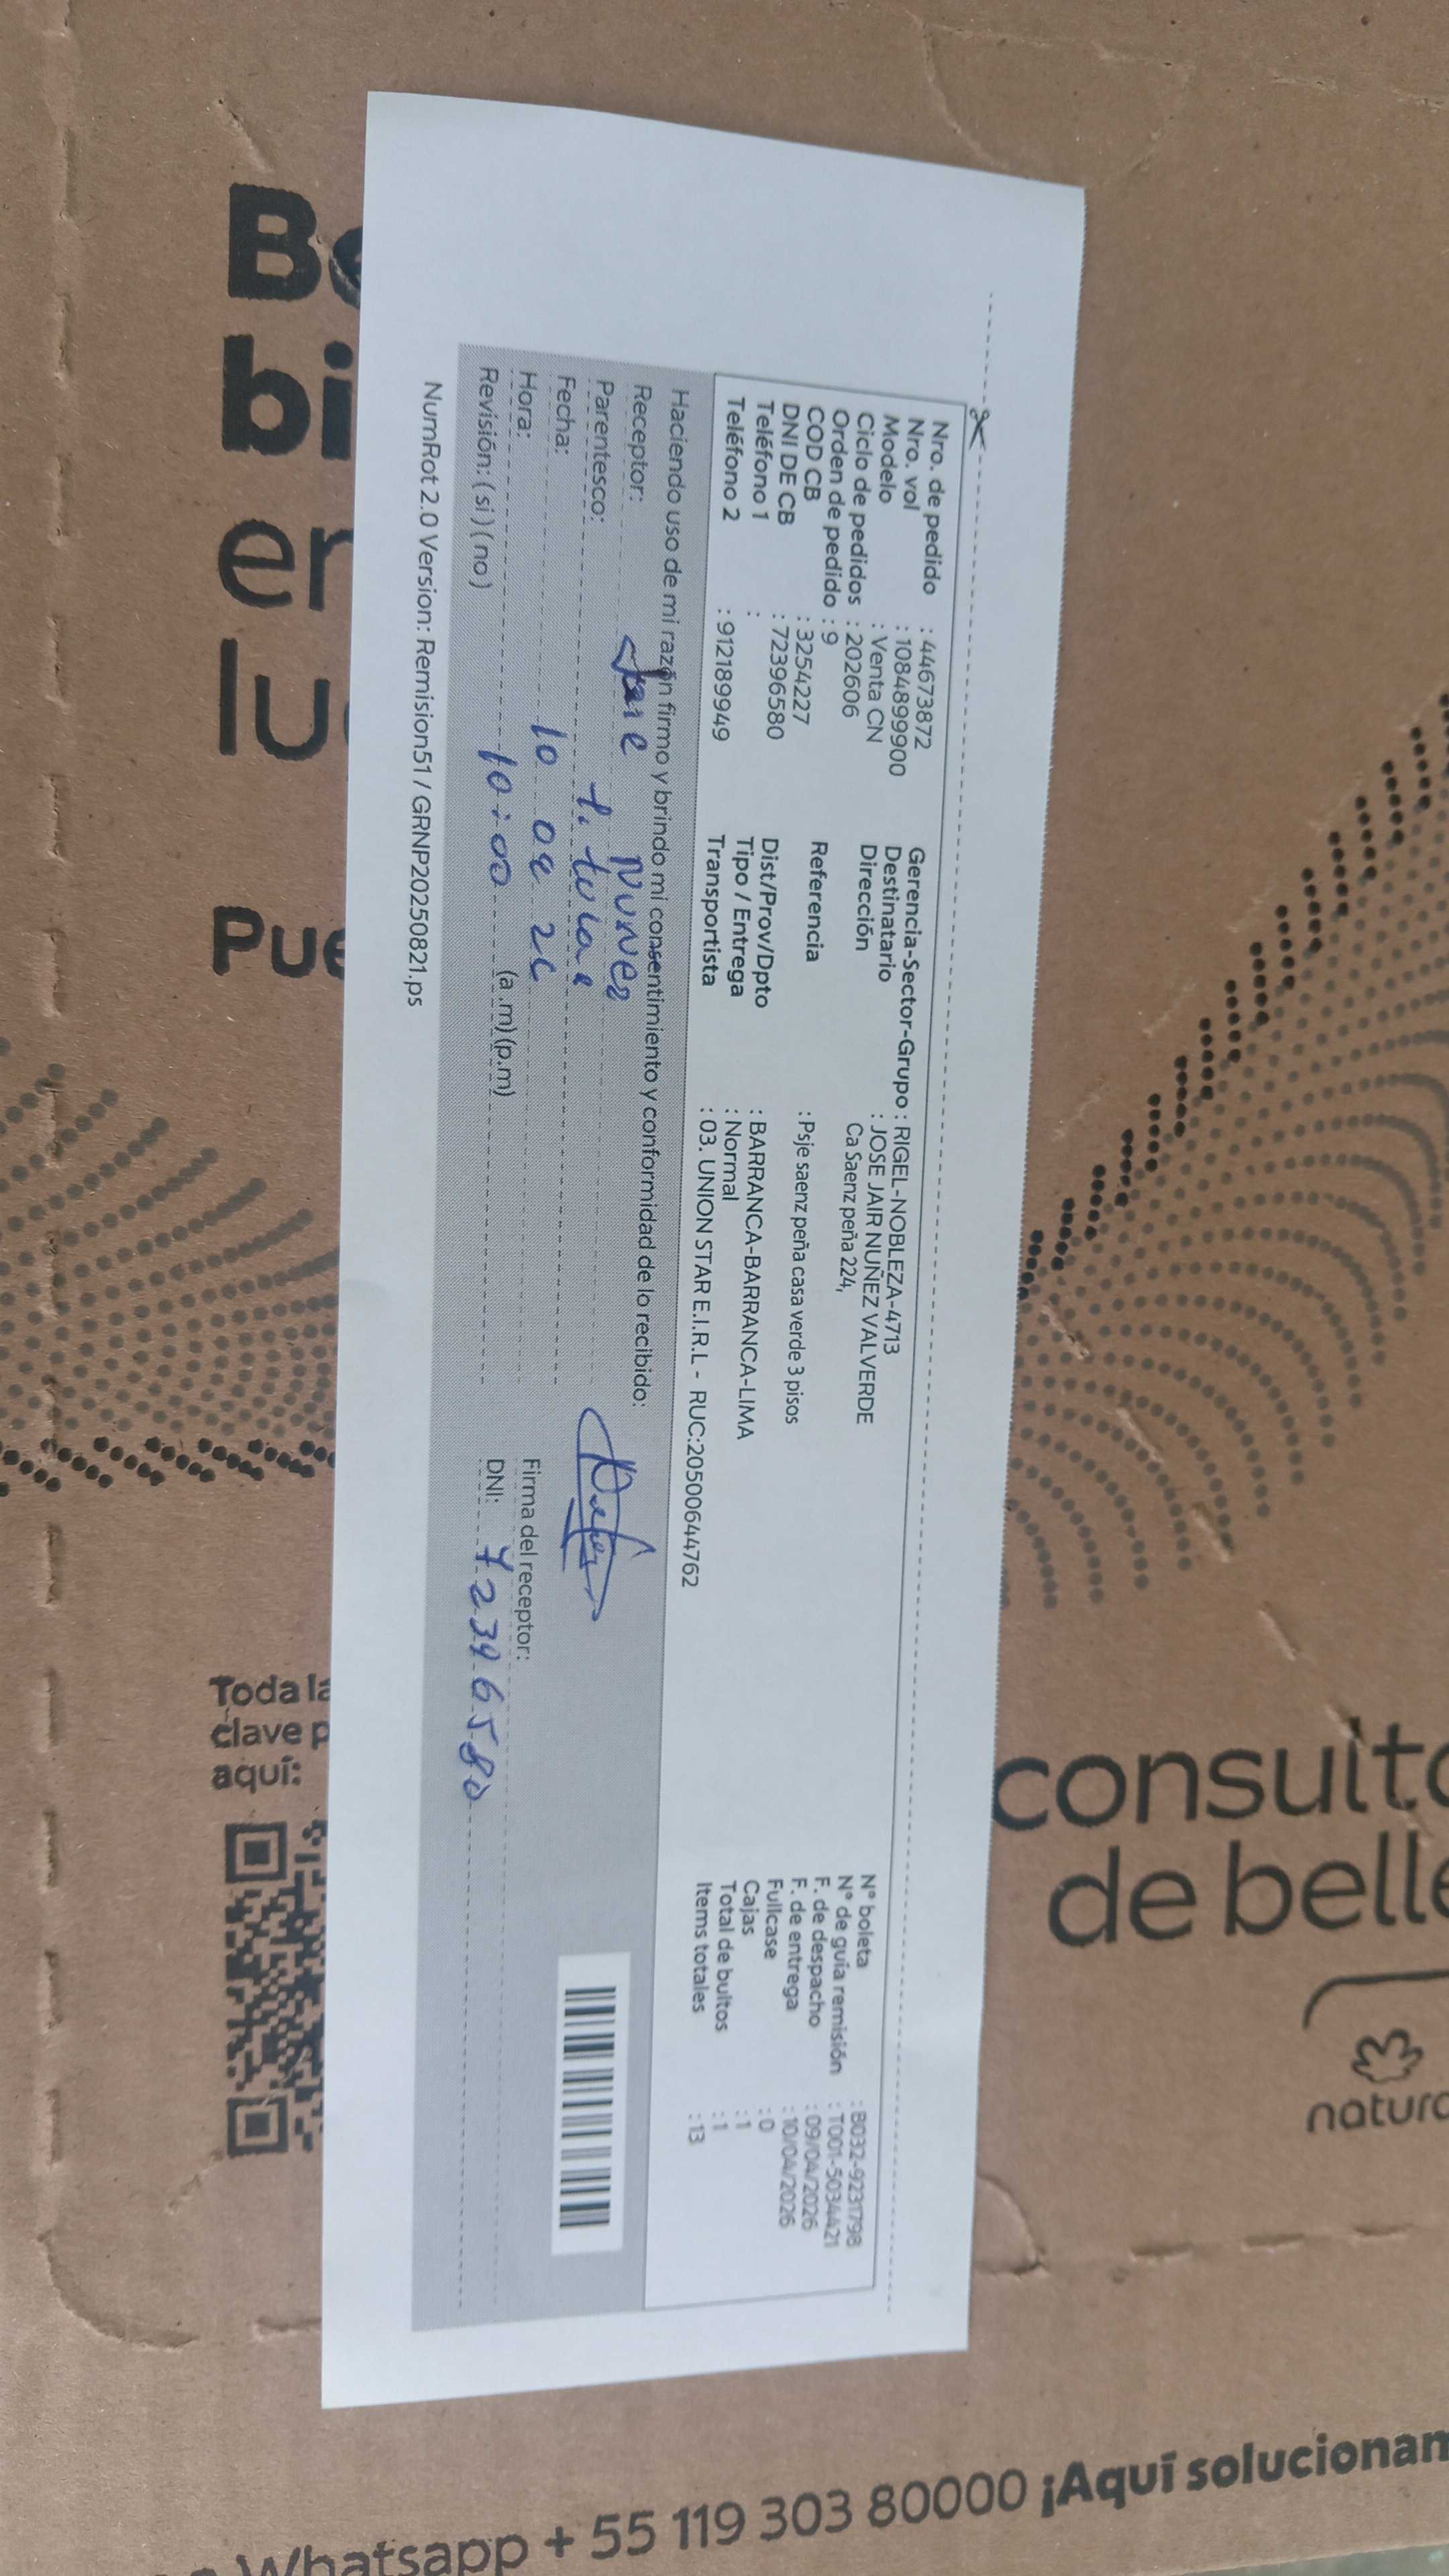 Nro. de pedido : 44673872
Nro. vol : 1084899900
Modelo : Venta CN
Ciclo de pedidos : 202606
Orden de pedido : 9
COD CB : 3254227
DNI DE CB : 72396580
Teléfono 1 :
Teléfono 2 : 912189949
Gerencia-Sector-Grupo : RIGEL-NOBLEZA-4713
Destinatario : JOSE JAIR NUÑEZ VALVERDE
Dirección Ca Saenz peña 224,
Referencia : Psje saenz peña casa verde 3 pisos
Dist/Prov/Dpto : BARRANCA-BARRANCA-LIMA
Tipo / Entrega : Normal
Transportista : 03. UNION STAR E.I.R.L - RUC:20500644762
N° boleta : B032-9231798
N° de guía remisión : T001-5034421
F. de despacho : 09/04/2026
F. de entrega : 10/04/2026
Fullcase : 0
Cajas : 1
Total de bultos : 1
Items totales : 13
Haciendo uso de mi razón firmo y brindo mi consentimiento y conformidad de lo recibido:
Receptor: Nunez
Parentesco: titular
Fecha: 10 04
Hora: 10:00 (a.m) (p.m)
Revisión: ( si ) ( no )
Firma del receptor:
DNI: 72396580
NumRot 2.0 Version: Remision51 / GRNP20250821.ps
bi
en
Toda la
clave p
aquí:
consulto
de belle
natura
Whatsapp + 55 119 303 80000 ¡Aquí solucionan